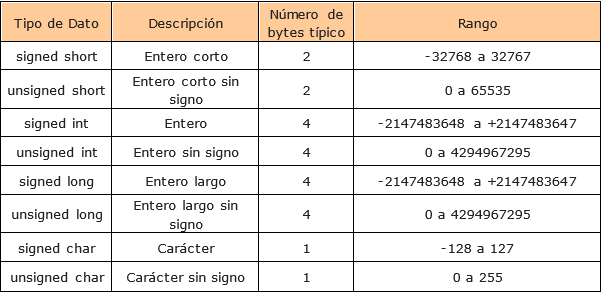 Tipo de Dato Descripción Número de bytes típico Rango
signed short Entero corto 2 -32768 a 32767
unsigned short Entero corto sin signo 2 0 a 65535
signed int Entero 4 -2147483648 a +2147483647
unsigned int Entero sin signo 4 0 a 4294967295
signed long Entero largo 4 -2147483648 a +2147483647
unsigned long Entero largo sin signo 4 0 a 4294967295
signed char Carácter 1 -128 a 127
unsigned char Carácter sin signo 1 0 a 255